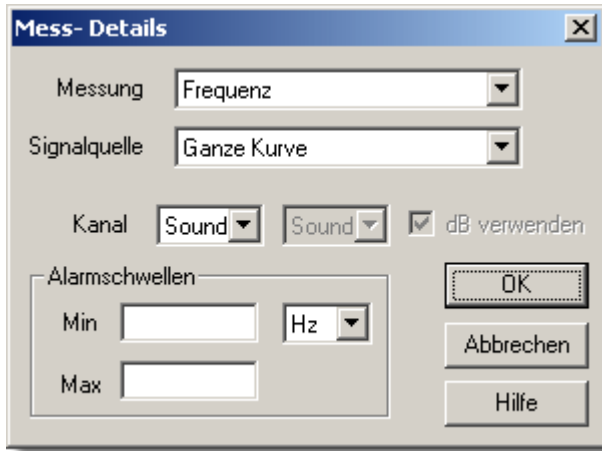 Mess- Details
Messung Frequenz
Signalquelle Ganze Kurve
Kanal Sound Sound dB verwenden
Alarmschwellen
Min Hz
Max
OK
Abbrechen
Hilfe